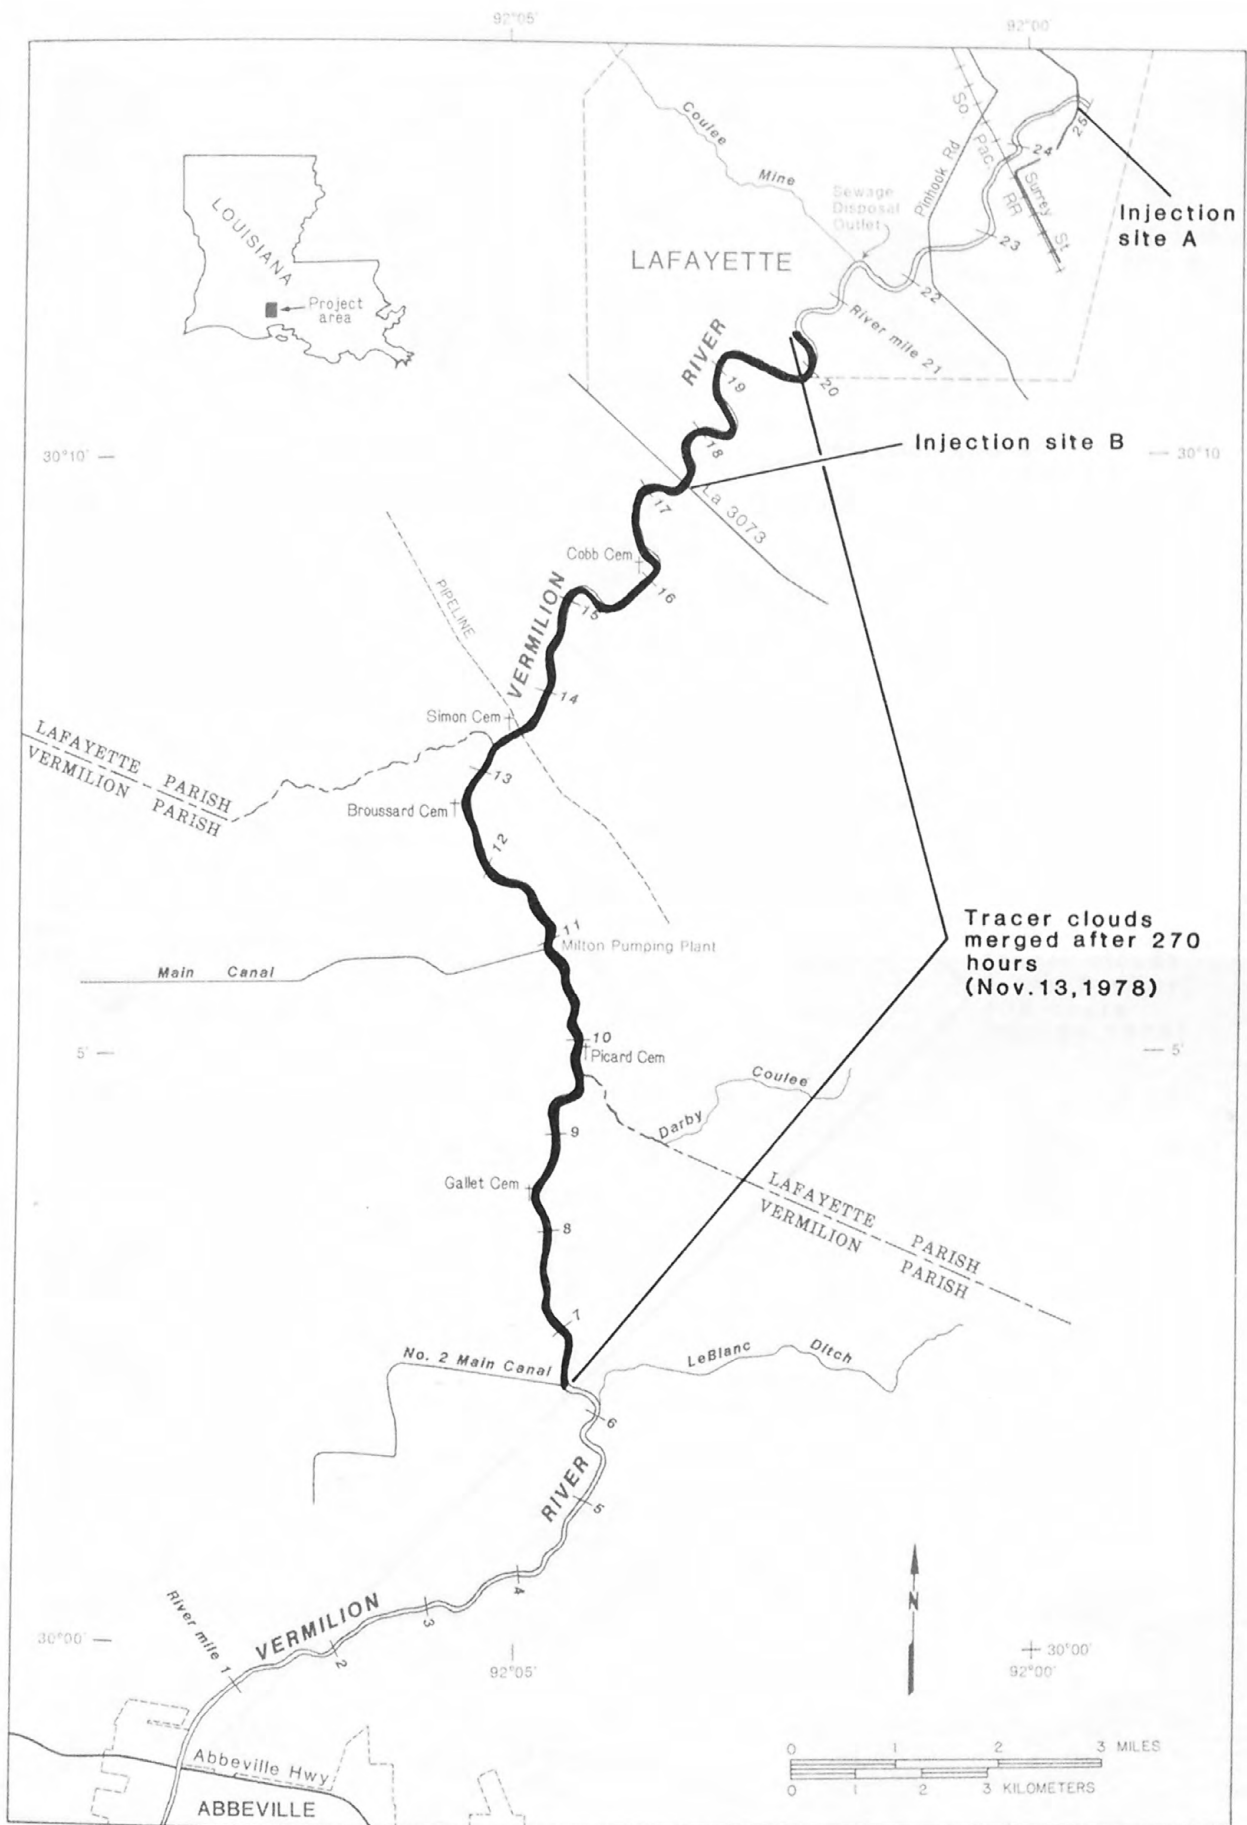 92°05'
92°00'
Coulee
Mine
Sewage
Disposal
Outlet
Pinhook Rd
So
Pac.
RR
Surrey
St
25
24
23
22
River mile 21
Injection
site A
LOUISIANA
Project
area
LAFAYETTE
RIVER
20
19
18
17
30°10'
30°10
Injection site B
La 3073
Cobb Cem
16
15
PIPELINE
VERMILION
14
Simon Cem
LAFAYETTE PARISH
VERMILION PARISH
13
Broussard Cem
12
11
Milton Pumping Plant
Main Canal
Tracer clouds
merged after 270
hours
(Nov.13,1978)
10
Picard Cem
5'
5'
Darby
Coulee
9
Gallet Cem
8
LAFAYETTE PARISH
VERMILION PARISH
7
No. 2 Main Canal
LeBlanc Ditch
6
RIVER
5
4
3
2
River mile 1
VERMILION
N
30°00'
92°05'
30°00'
92°00'
Abbeville Hwy
ABBEVILLE
0 1 2 3 MILES
0 1 2 3 KILOMETERS